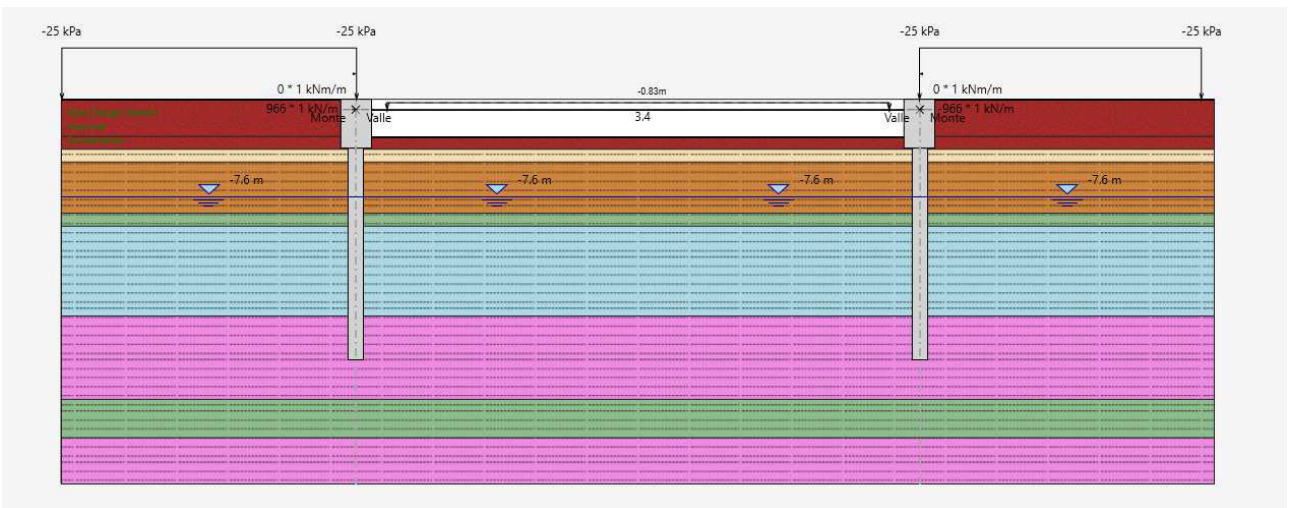 -25 kPa -25 kPa -25 kPa -25 kPa
0 * 1 kNm/m -0.83m 0 * 1 kNm/m
966 * 1 kN/m -966 * 1 kN/m
Monte Valle 3.4 Valle Monte
-7.6 m -7.6 m -7.6 m -7.6 m